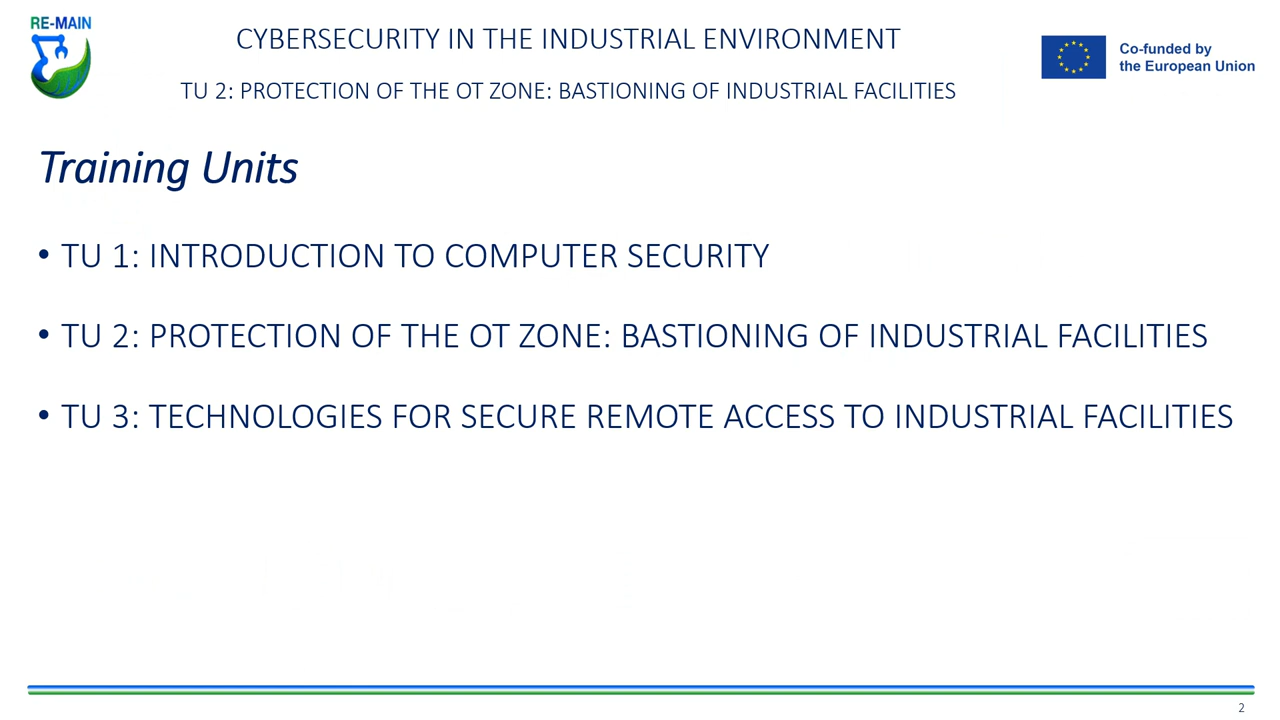 RE-MAIN
CYBERSECURITY IN THE INDUSTRIAL ENVIRONMENT
TU 2: PROTECTION OF THE OT ZONE: BASTIONING OF INDUSTRIAL FACILITIES
Co-funded by
the European Union
Training Units
• TU 1: INTRODUCTION TO COMPUTER SECURITY
• TU 2: PROTECTION OF THE OT ZONE: BASTIONING OF INDUSTRIAL FACILITIES
• TU 3: TECHNOLOGIES FOR SECURE REMOTE ACCESS TO INDUSTRIAL FACILITIES
2